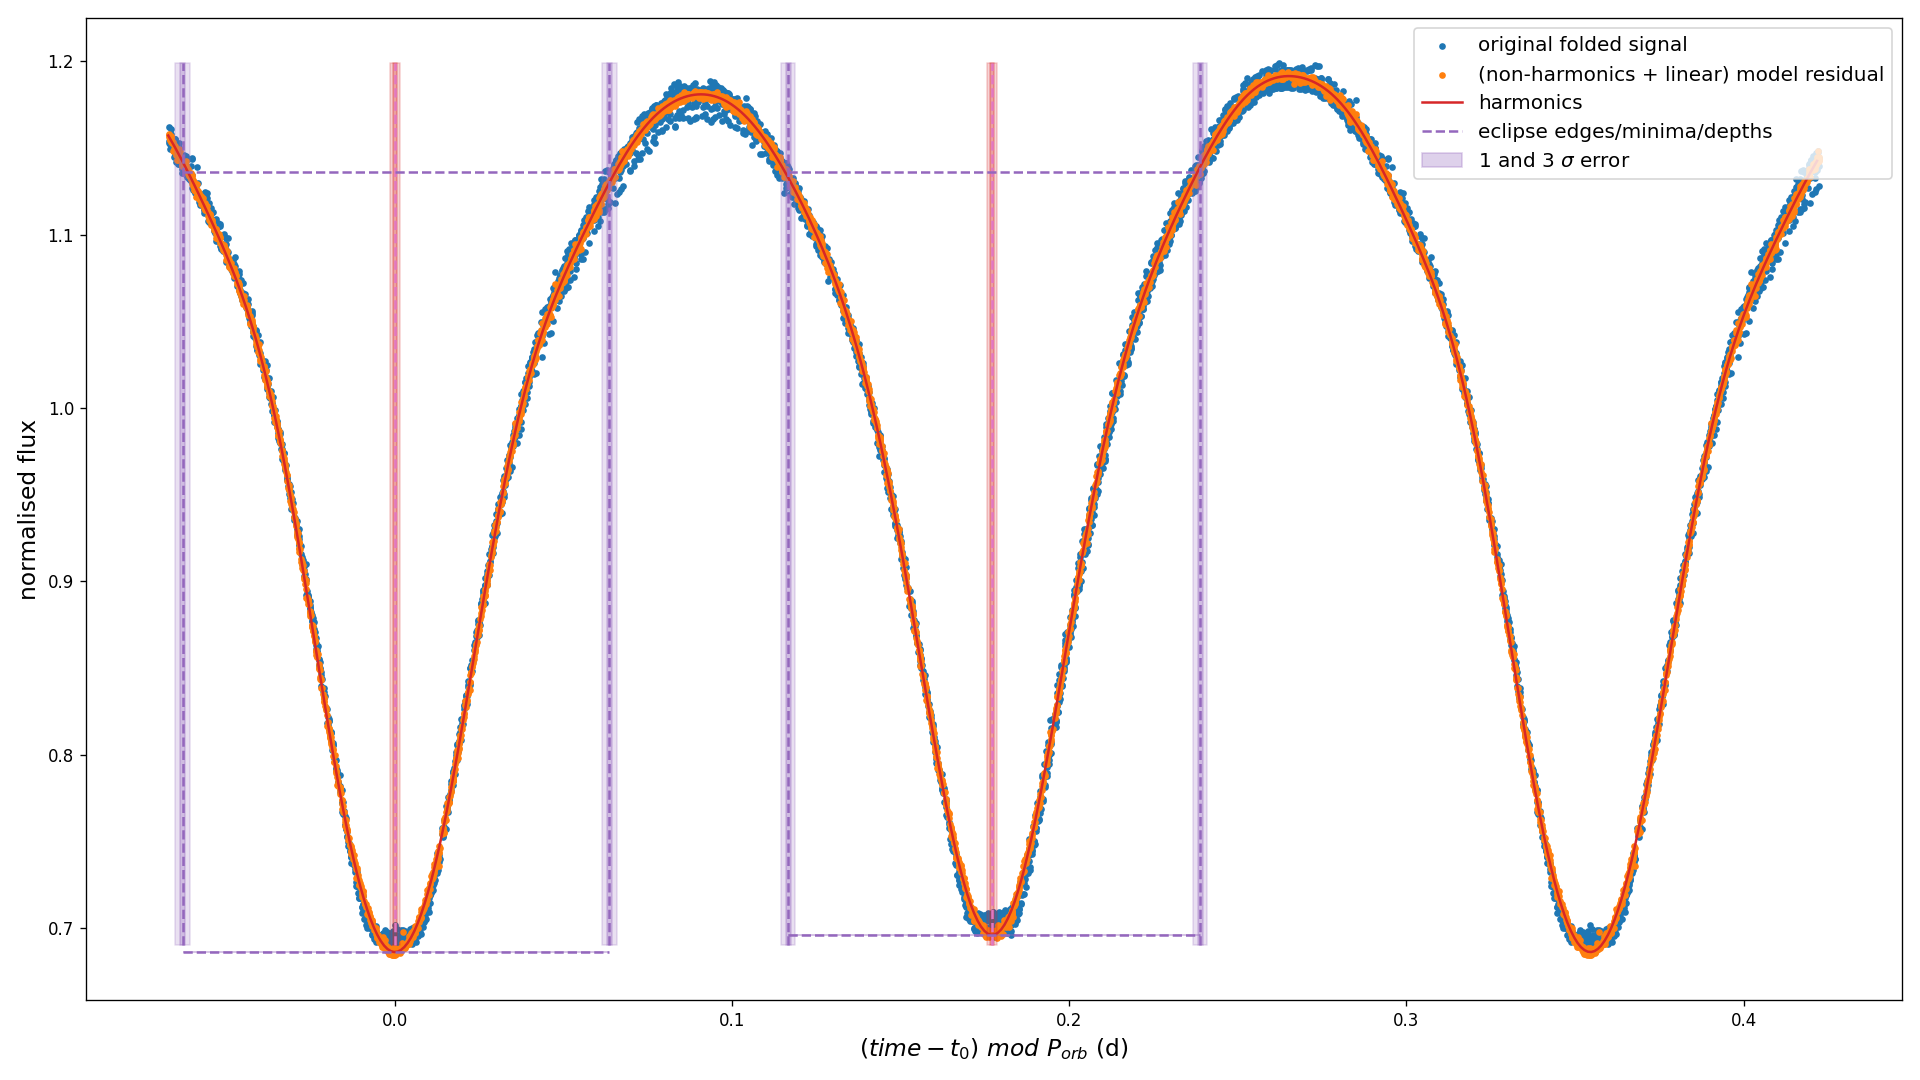 original folded signal
(non-harmonics + linear) model residual
harmonics
eclipse edges/minima/depths
1 and 3 σ error
normalised flux
1.2
1.1
1.0
0.9
0.8
0.7
0.0 0.1 0.2 0.3 0.4
(time − t₀) mod P_orb (d)